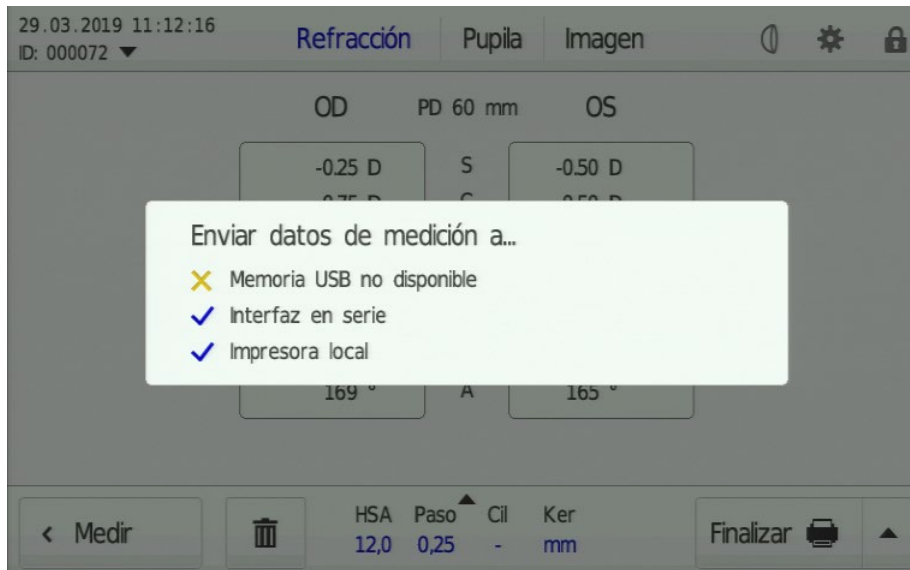 29.03.2019 11:12:16
ID: 000072
Refracción Pupila Imagen
OD PD 60 mm OS
-0.25 D S -0.50 D
Enviar datos de medición a...
Memoria USB no disponible
Interfaz en serie
Impresora local
169 ° A 165 °
HSA Paso Cil Ker
< Medir
12,0 0,25 - mm
Finalizar